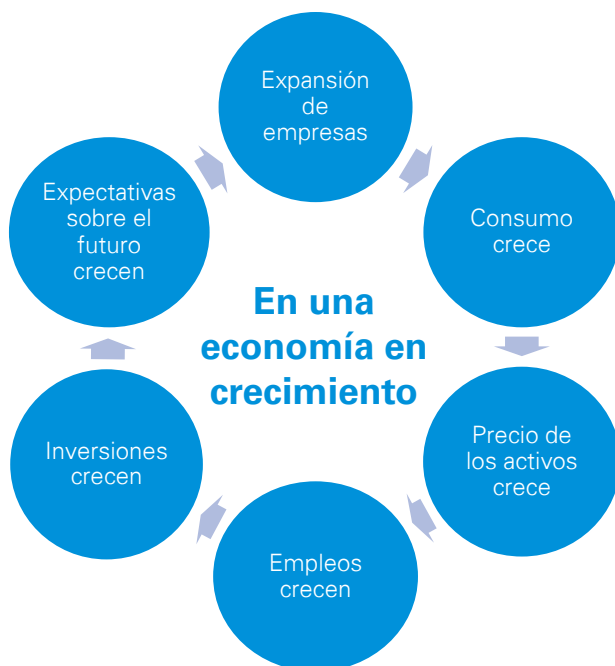 Expansión
de
empresas
Consumo
crece
Precio de
los activos
crece
Empleos
crecen
Inversiones
crecen
Expectativas
sobre el
futuro
crecen
En una
economía en
crecimiento